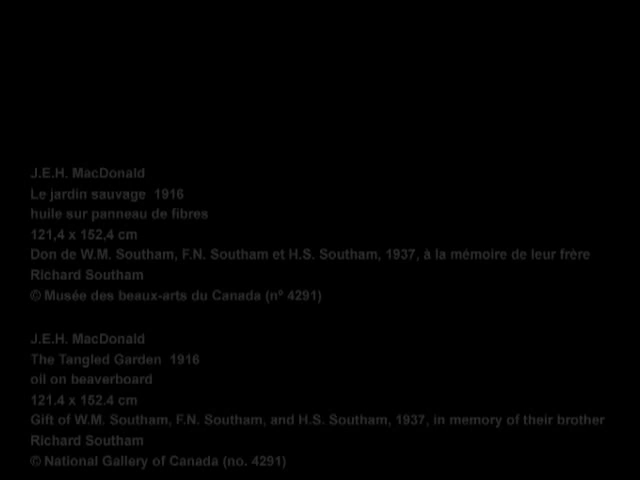 J.E.H. MacDonald
Le jardin sauvage 1916
huile sur panneau de fibres
121,4 x 152,4 cm
Don de W.M. Southam, F.N. Southam et H.S. Southam, 1937, à la mémoire de leur frère
Richard Southam
© Musée des beaux-arts du Canada (nº 4291)
J.E.H. MacDonald
The Tangled Garden 1916
oil on beaverboard
121.4 x 152.4 cm
Gift of W.M. Southam, F.N. Southam, and H.S. Southam, 1937, in memory of their brother
Richard Southam
© National Gallery of Canada (no. 4291)